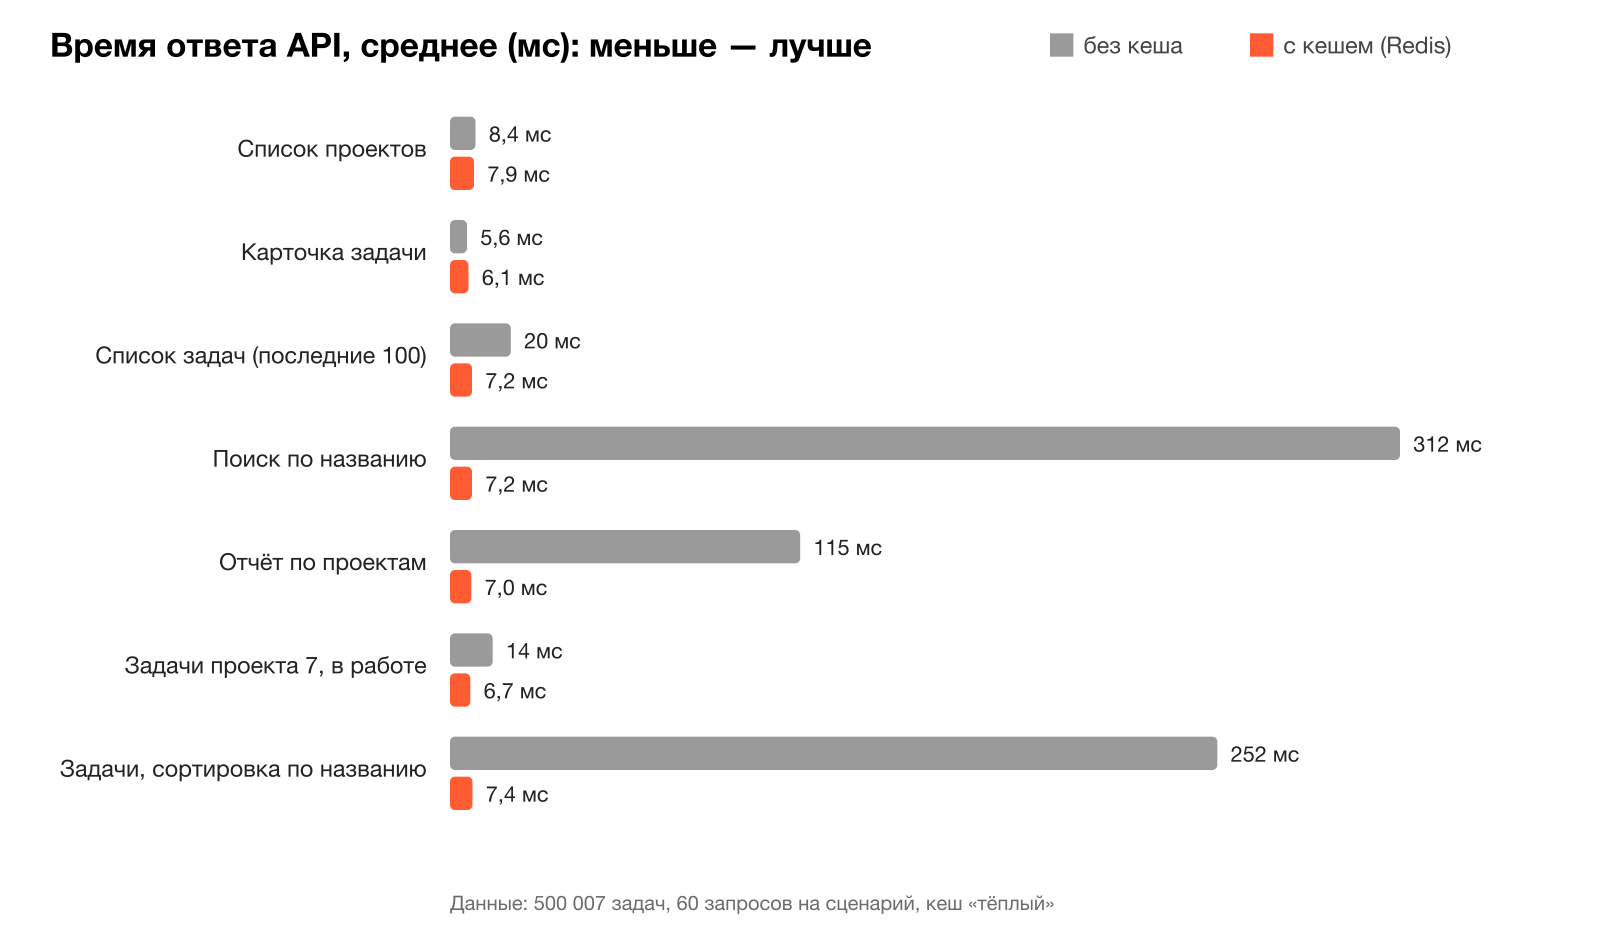 Время ответа API, среднее (мс): меньше — лучше
без кеша
с кешем (Redis)
Список проектов
8,4 мс
7,9 мс
Карточка задачи
5,6 мс
6,1 мс
Список задач (последние 100)
20 мс
7,2 мс
Поиск по названию
312 мс
7,2 мс
Отчёт по проектам
115 мс
7,0 мс
Задачи проекта 7, в работе
14 мс
6,7 мс
Задачи, сортировка по названию
252 мс
7,4 мс
Данные: 500 007 задач, 60 запросов на сценарий, кеш «тёплый»